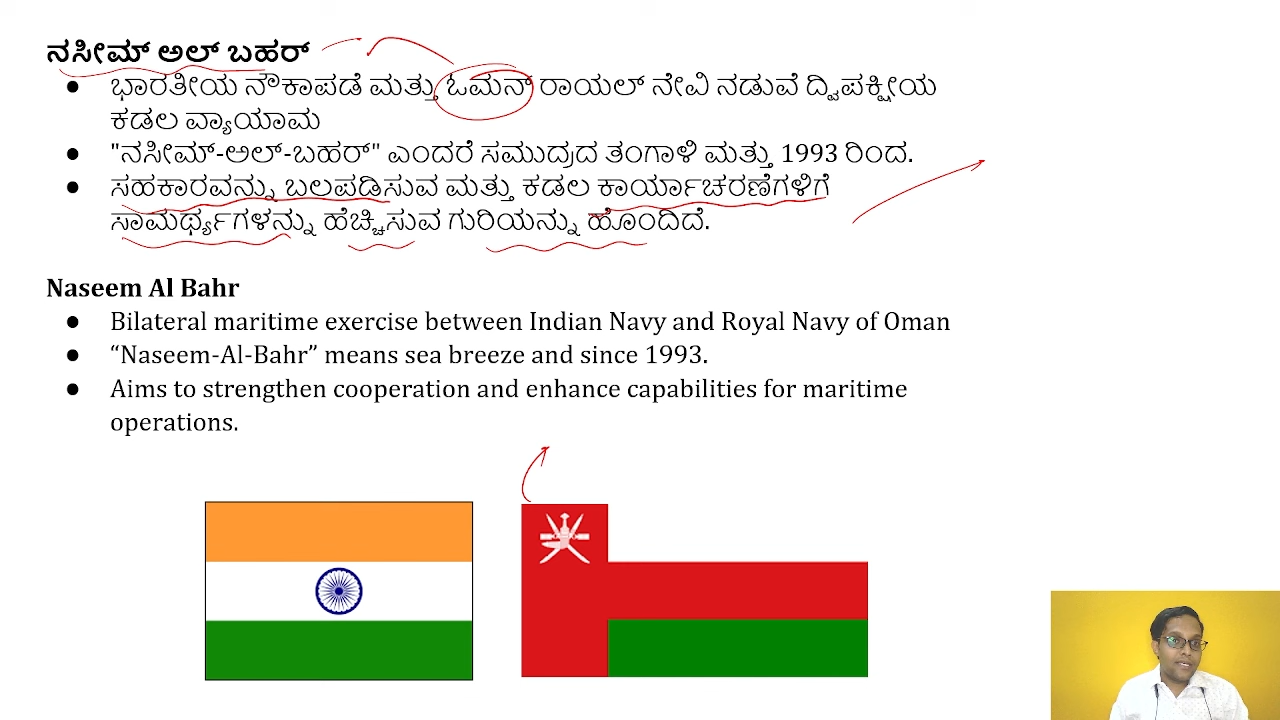 ನಸೀಮ್ ಅಲ್ ಬಹರ್
● ಭಾರತೀಯ ನೌಕಾಪಡೆ ಮತ್ತು ಓಮನ್ ರಾಯಲ್ ನೇವಿ ನಡುವೆ ದ್ವಿಪಕ್ಷೀಯ
ಕಡಲ ವ್ಯಾಯಾಮ
● "ನಸೀಮ್-ಅಲ್-ಬಹರ್" ಎಂದರೆ ಸಮುದ್ರದ ತಂಗಾಳಿ ಮತ್ತು 1993 ರಿಂದ.
● ಸಹಕಾರವನ್ನು ಬಲಪಡಿಸುವ ಮತ್ತು ಕಡಲ ಕಾರ್ಯಾಚರಣೆಗಳಿಗೆ
ಸಾಮರ್ಥ್ಯಗಳನ್ನು ಹೆಚ್ಚಿಸುವ ಗುರಿಯನ್ನು ಹೊಂದಿದೆ.
Naseem Al Bahr
● Bilateral maritime exercise between Indian Navy and Royal Navy of Oman
● “Naseem-Al-Bahr” means sea breeze and since 1993.
● Aims to strengthen cooperation and enhance capabilities for maritime
operations.